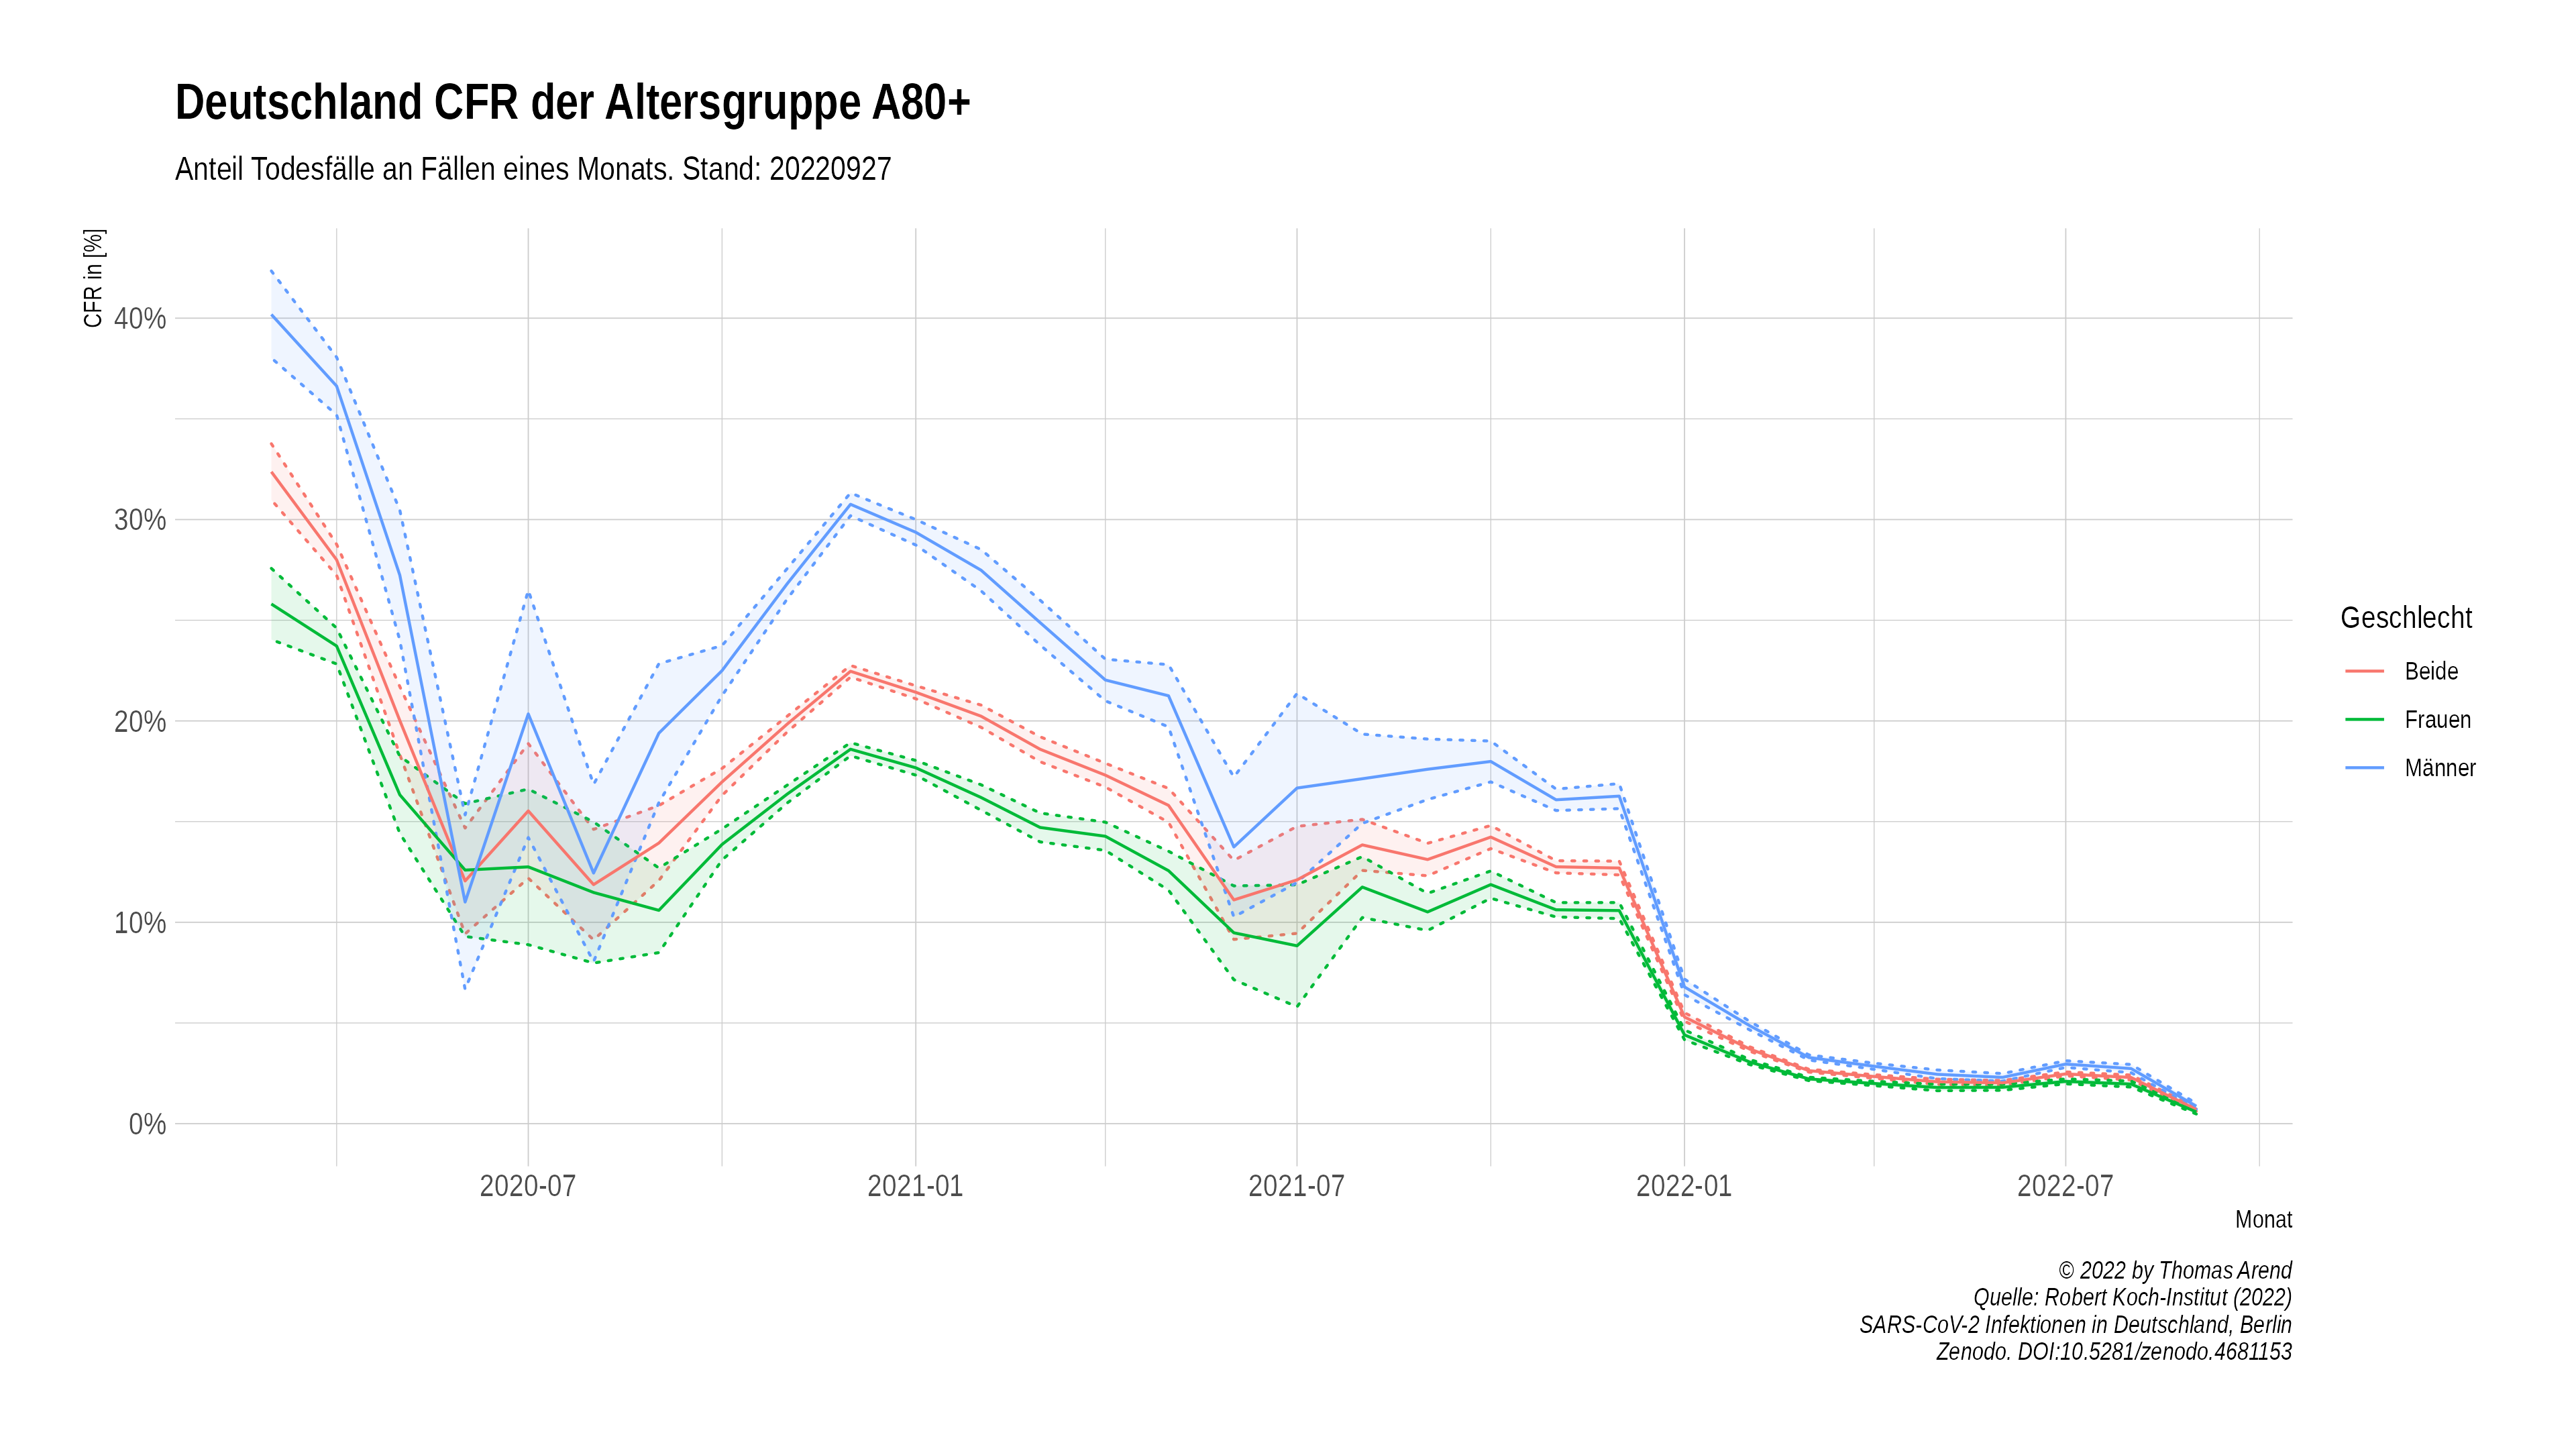 Deutschland CFR der Altersgruppe A80+
Anteil Todesfälle an Fällen eines Monats. Stand: 20220927
CFR in [%]
40%
30%
20%
10%
0%
2020-07
2021-01
2021-07
2022-01
2022-07
Monat
Geschlecht
Beide
Frauen
Männer
© 2022 by Thomas Arend
Quelle: Robert Koch-Institut (2022)
SARS-CoV-2 Infektionen in Deutschland, Berlin
Zenodo. DOI:10.5281/zenodo.4681153